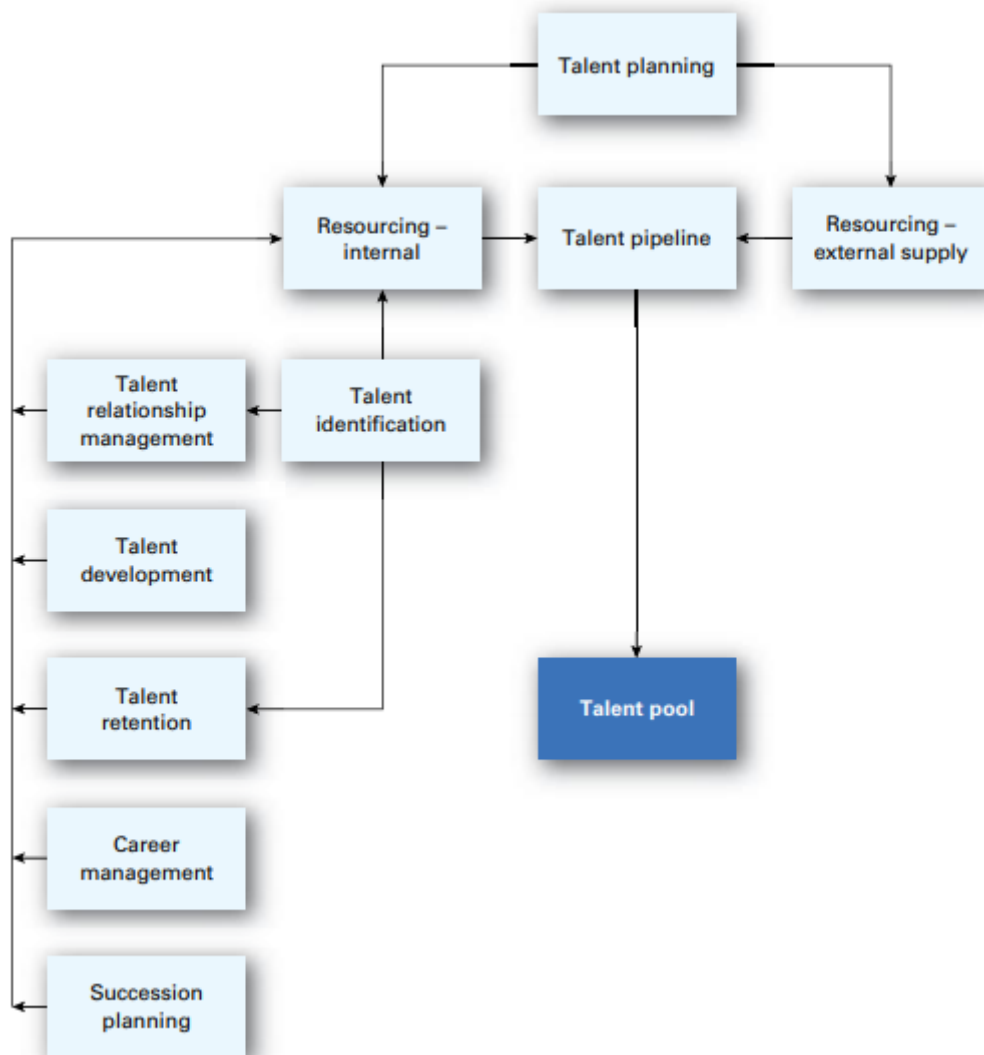 Talent planning
Resourcing –
internal
Talent pipeline
Resourcing –
external supply
Talent
relationship
management
Talent
identification
Talent
development
Talent
retention
Talent pool
Career
management
Succession
planning